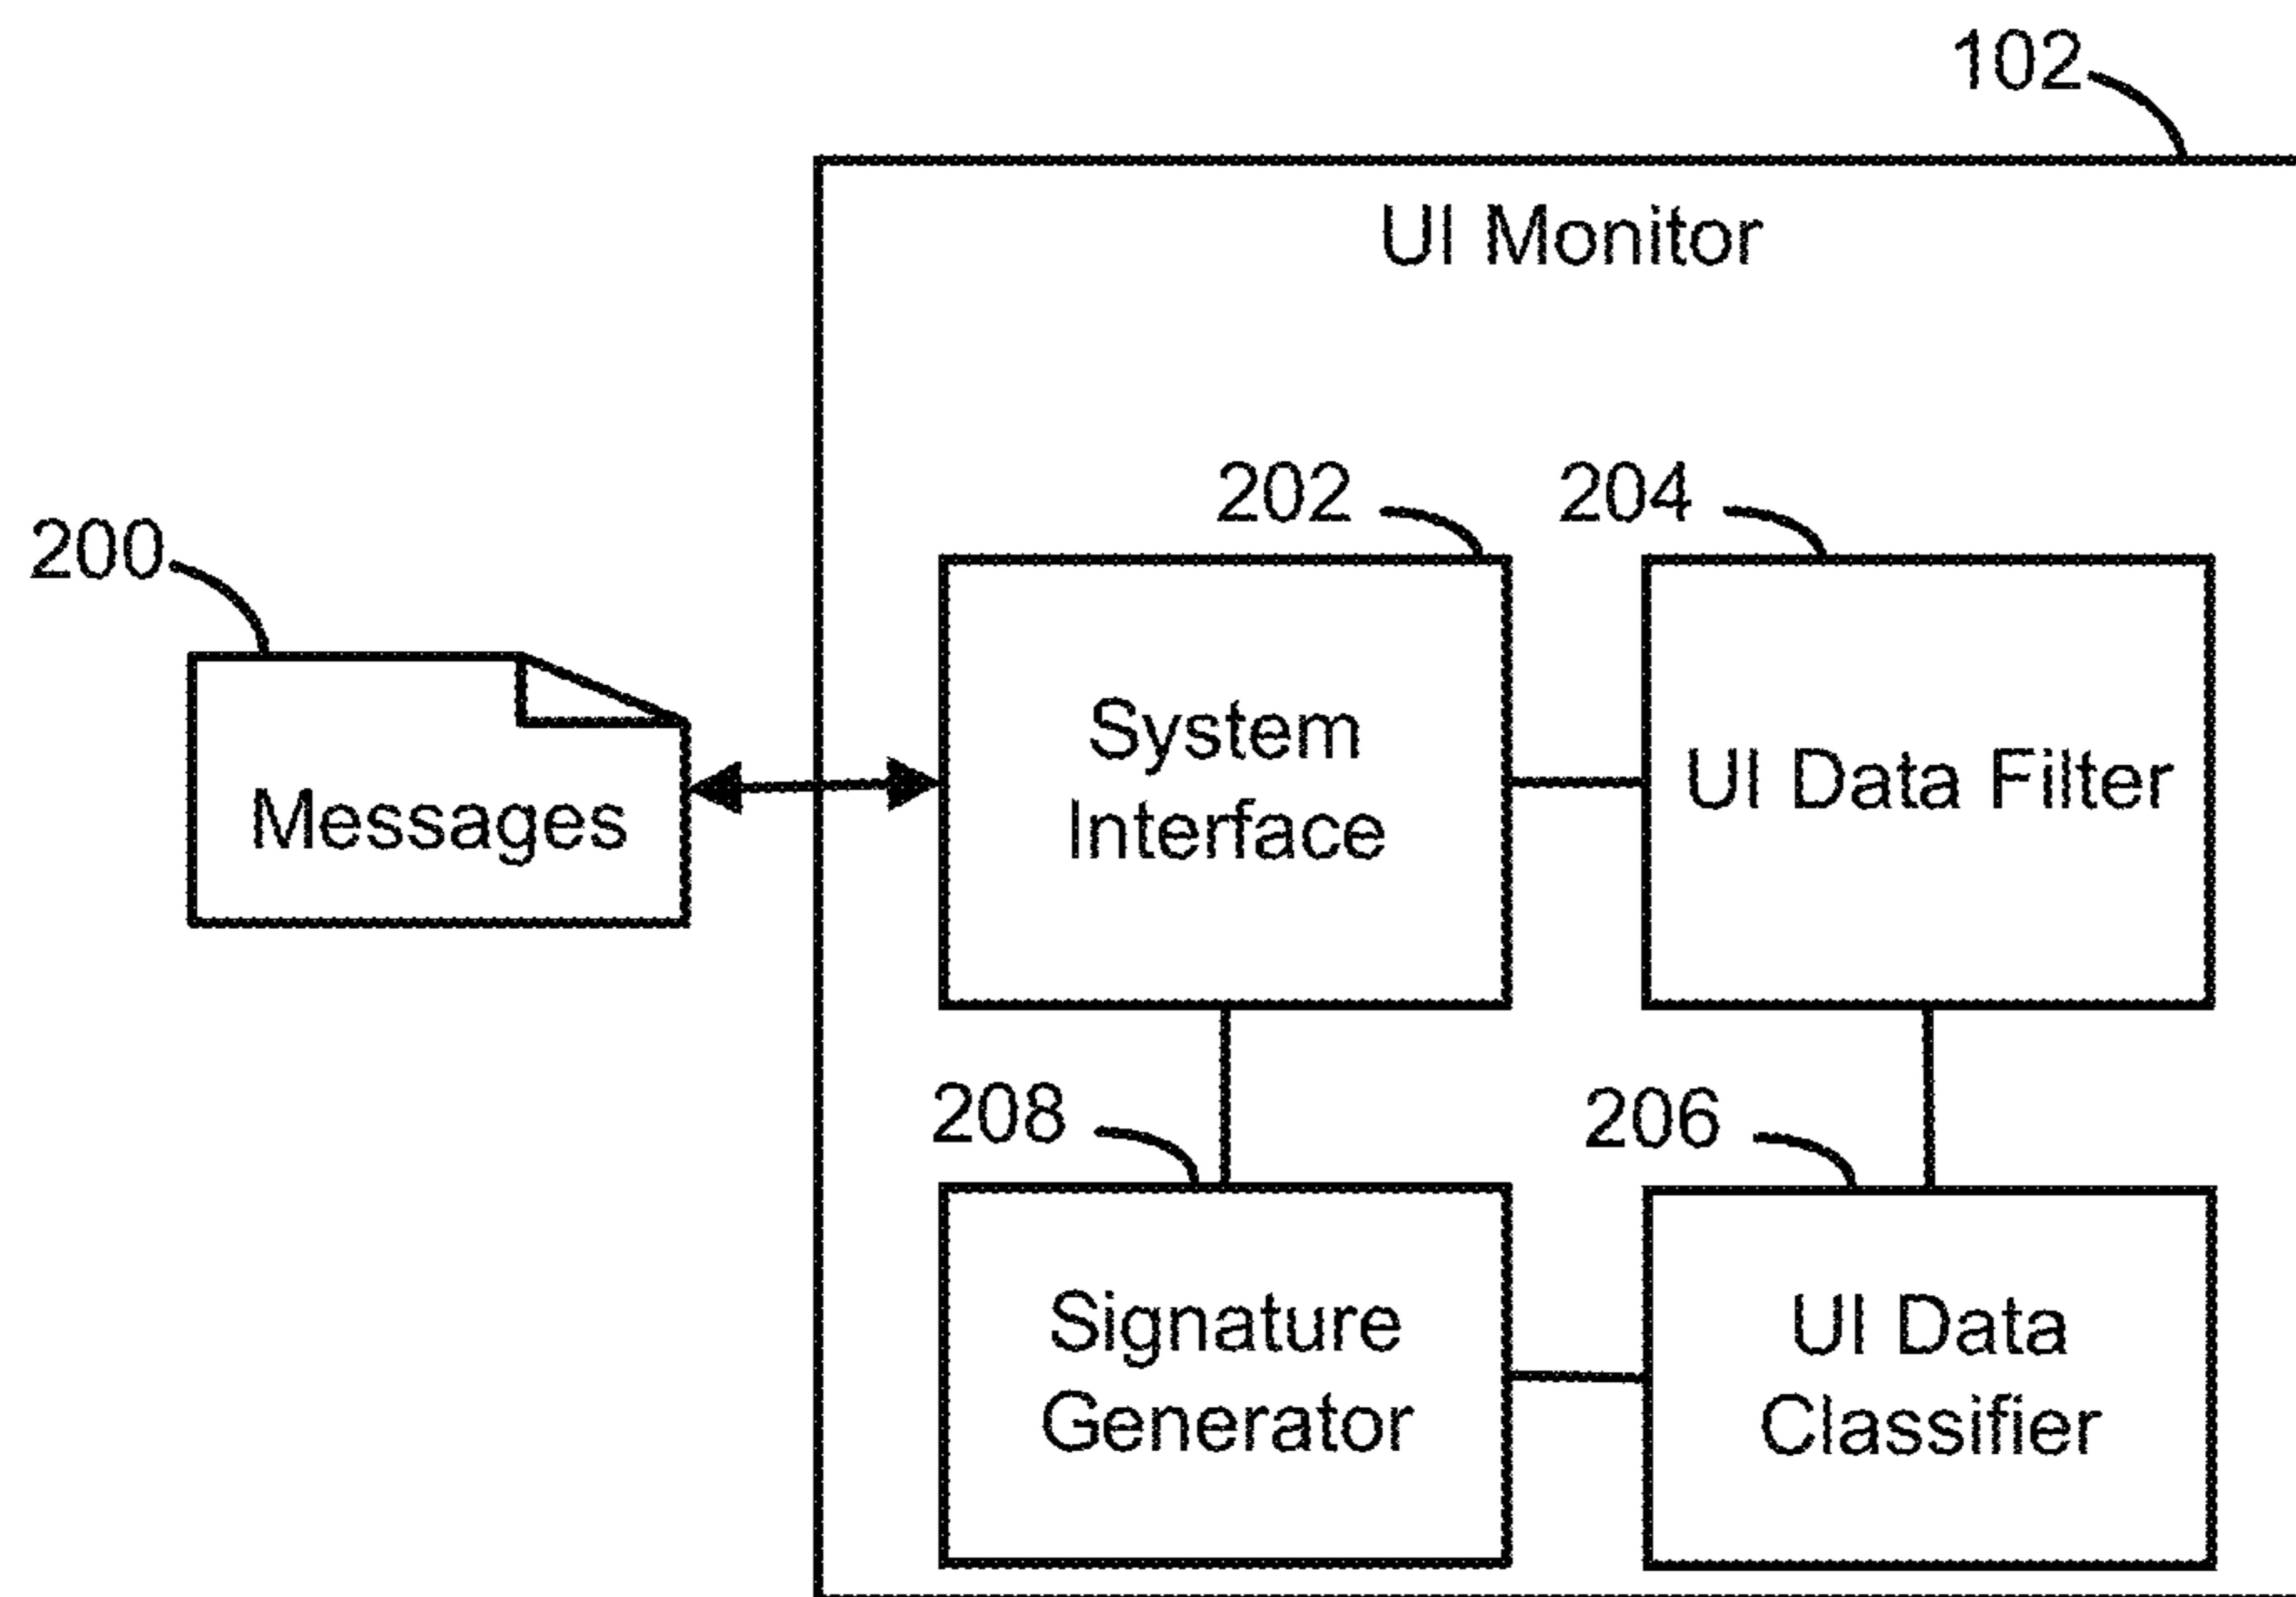 102
UI Monitor
202
204
200
System
Interface
UI Data Filter
Messages
208
206
Signature
Generator
UI Data
Classifier